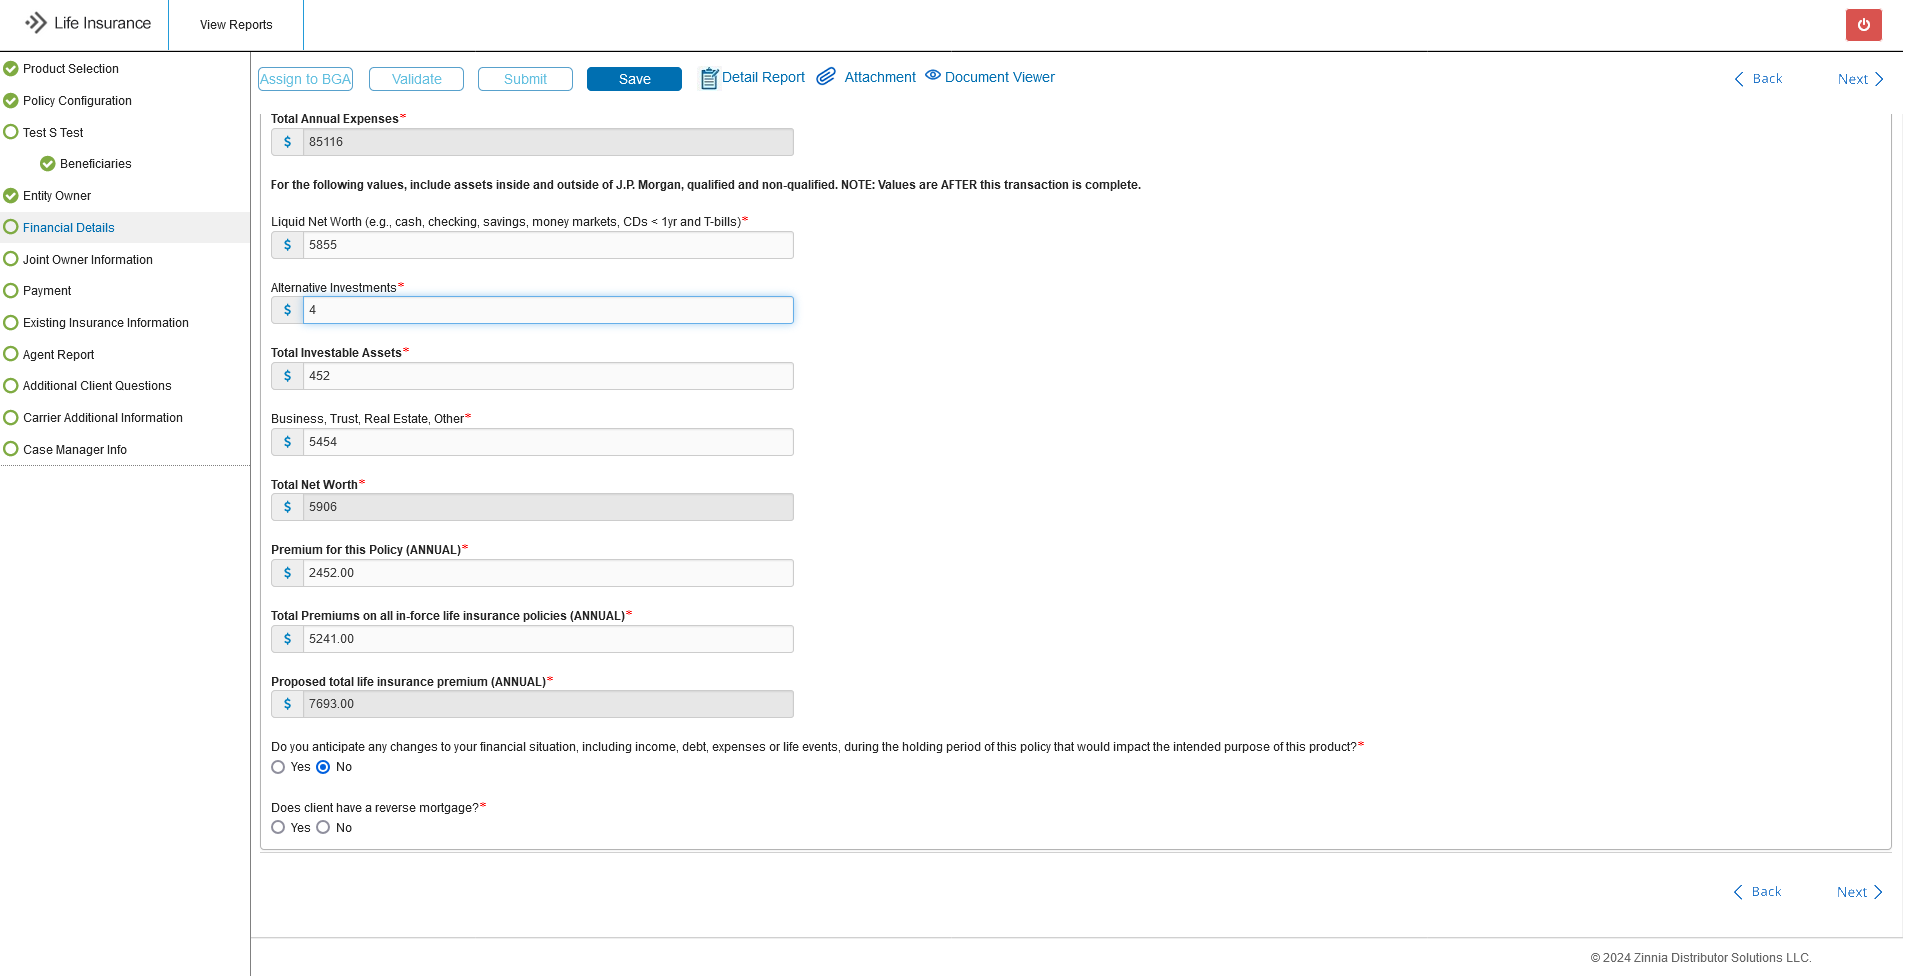 Life Insurance
View Reports
Product Selection
Policy Configuration
Test S Test
Beneficiaries
Entity Owner
Financial Details
Joint Owner Information
Payment
Existing Insurance Information
Agent Report
Additional Client Questions
Carrier Additional Information
Case Manager Info
Assign to BGA Validate Submit Save Detail Report Attachment Document Viewer Back Next
Total Annual Expenses*
$ 85116
For the following values, include assets inside and outside of J.P. Morgan, qualified and non-qualified. NOTE: Values are AFTER this transaction is complete.
Liquid Net Worth (e.g., cash, checking, savings, money markets, CDs < 1yr and T-bills)*
$ 5855
Alternative Investments*
$ 4
Total Investable Assets*
$ 452
Business, Trust, Real Estate, Other*
$ 5454
Total Net Worth*
$ 5906
Premium for this Policy (ANNUAL)*
$ 2452.00
Total Premiums on all in-force life insurance policies (ANNUAL)*
$ 5241.00
Proposed total life insurance premium (ANNUAL)*
$ 7693.00
Do you anticipate any changes to your financial situation, including income, debt, expenses or life events, during the holding period of this policy that would impact the intended purpose of this product?*
Yes No
Does client have a reverse mortgage?*
Yes No
Back Next
© 2024 Zinnia Distributor Solutions LLC.